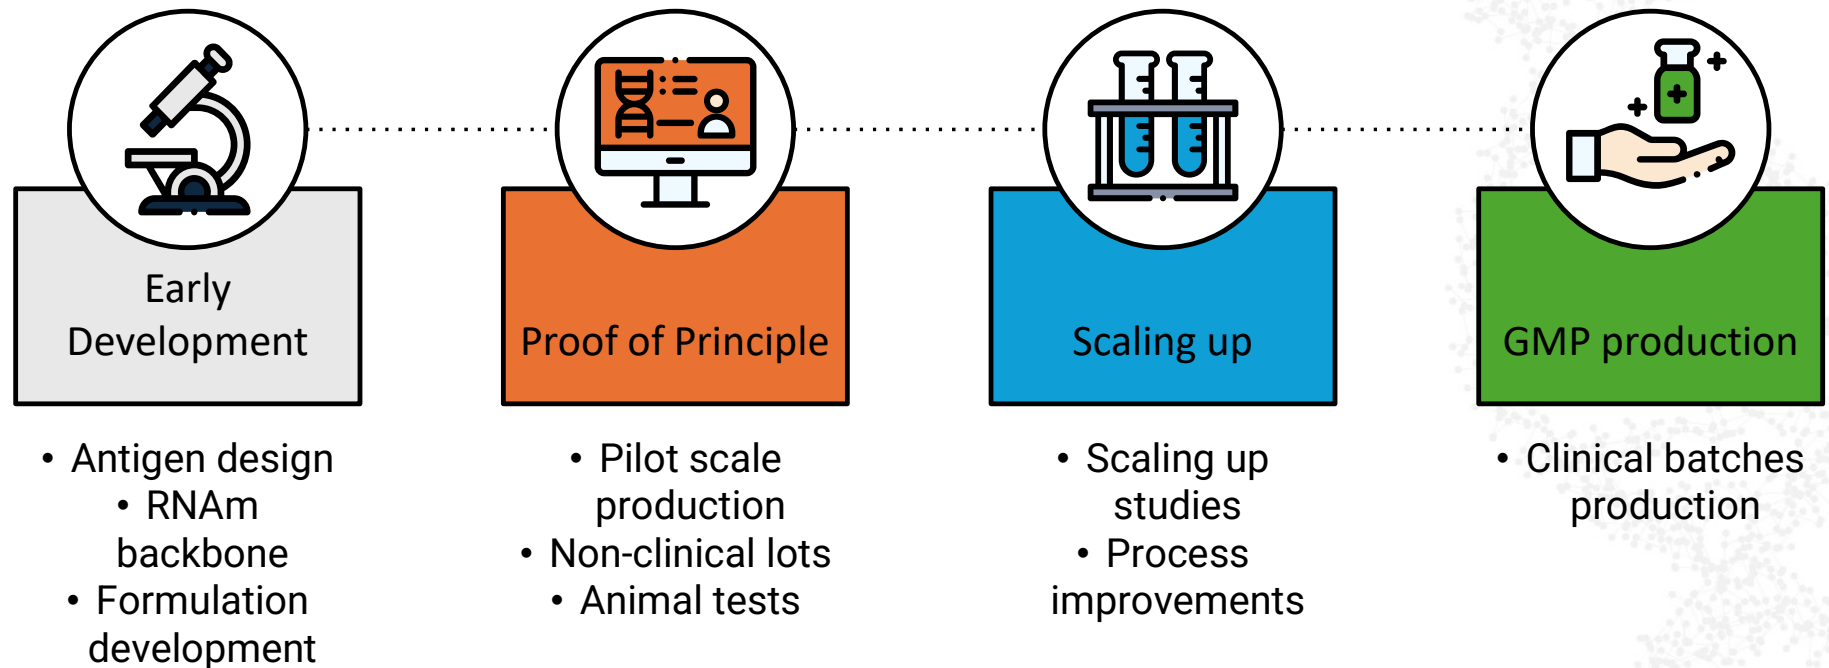 Early
Development
• Antigen design
• RNAm
backbone
• Formulation
development
Proof of Principle
• Pilot scale
production
• Non-clinical lots
• Animal tests
Scaling up
• Scaling up
studies
• Process
improvements
GMP production
• Clinical batches
production